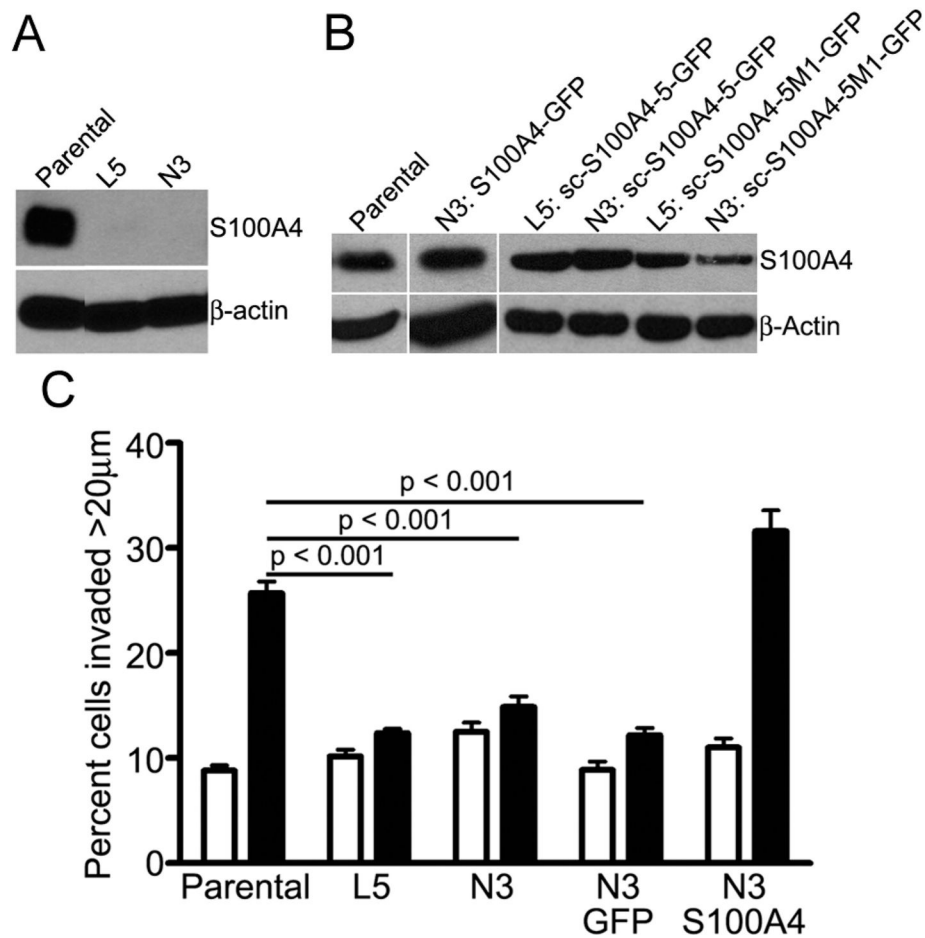 A
Parental
L5
N3
S100A4
β-actin
B
Parental
N3: S100A4-GFP
L5: sc-S100A4-5-GFP
N3: sc-S100A4-5-GFP
L5: sc-S100A4-5M1-GFP
N3: sc-S100A4-5M1-GFP
S100A4
β-Actin
C
Percent cells invaded >20μm
40
30
20
10
0
p < 0.001
p < 0.001
p < 0.001
Parental
L5
N3
N3
GFP
N3
S100A4